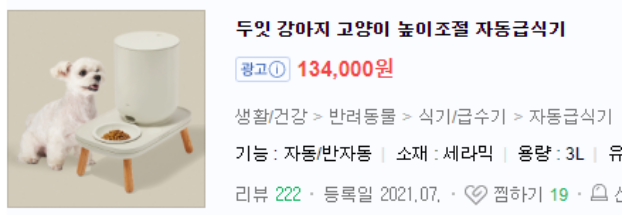 두잇 강아지 고양이 높이조절 자동급식기
광고ⓘ 134,000원
생활/건강 > 반려동물 > 식기/급수기 > 자동급식기
기능 : 자동/반자동 | 소재 : 세라믹 | 용량 : 3L | 유
리뷰 222 · 등록일 2021.07. · 찜하기 19 ·